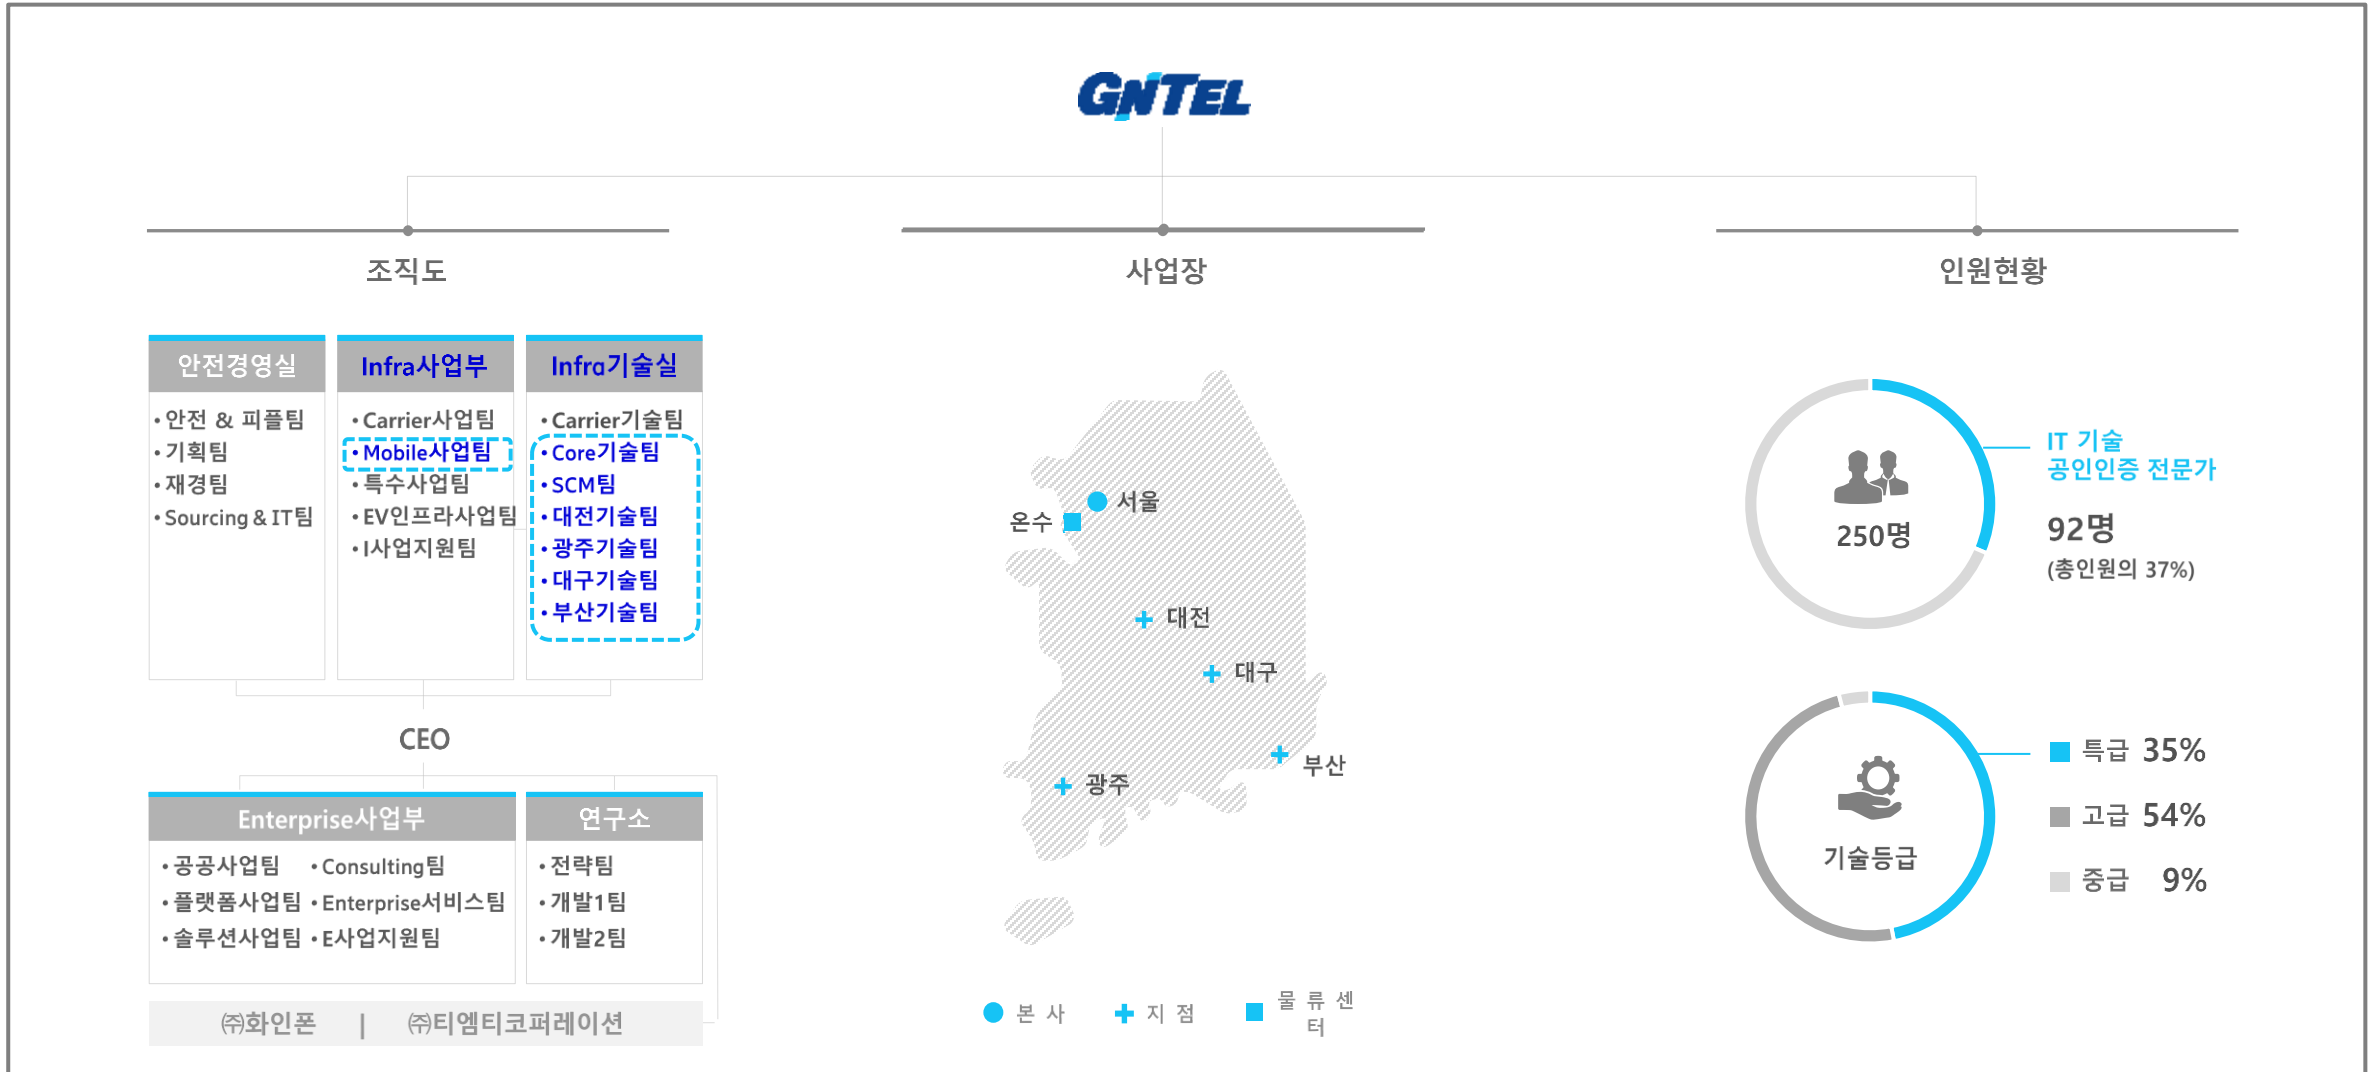 GNTEL
조직도
사업장
인원현황
안전경영실
• 안전 & 피플팀
• 기획팀
• 재경팀
• Sourcing & IT팀
Infra사업부
• Carrier사업팀
• Mobile사업팀
• 특수사업팀
• EV인프라사업팀
• I사업지원팀
Infra기술실
• Carrier기술팀
• Core기술팀
• SCM팀
• 대전기술팀
• 광주기술팀
• 대구기술팀
• 부산기술팀
CEO
Enterprise사업부
• 공공사업팀 • Consulting팀
• 플랫폼사업팀 • Enterprise서비스팀
• 솔루션사업팀 • E사업지원팀
연구소
• 전략팀
• 개발1팀
• 개발2팀
㈜화인폰 | ㈜티엠티코퍼레이션
서울
온수
대전
대구
부산
광주
본 사
지 점
물 류 센
터
250명
IT 기술
공인인증 전문가
92명
(총인원의 37%)
기술등급
특급 35%
고급 54%
중급 9%